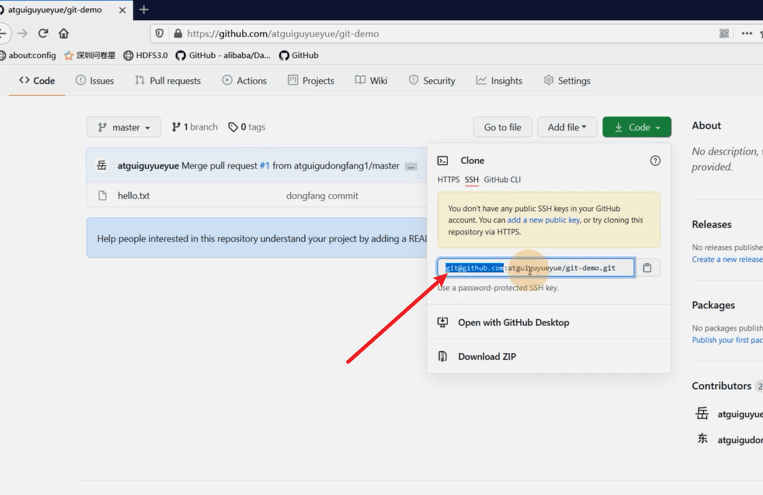 atguiguyueyue/git-demo
https://github.com/atguiguyueyue/git-demo
about:config 深圳问卷星 HDFS3.0 GitHub - alibaba/Da... GitHub
Code Issues Pull requests Actions Projects Wiki Security Insights Settings
master 1 branch 0 tags Go to file Add file Code
岳 atguiguyueyue Merge pull request #1 from atguigudongfang1/master ...
hello.txt dongfang commit
Help people interested in this repository understand your project by adding a REA
Clone
HTTPS SSH GitHub CLI
You don't have any public SSH keys in your GitHub
account. You can add a new public key, or try cloning this
repository via HTTPS.
git@github.com:atguiguyueyue/git-demo.git
Use a password-protected SSH key.
Open with GitHub Desktop
Download ZIP
About
No description,
provided.
Releases
No releases publishe
Create a new release
Packages
No packages publish
Publish your first pac
Contributors 2
岳 atguiguyue
东 atguigudon